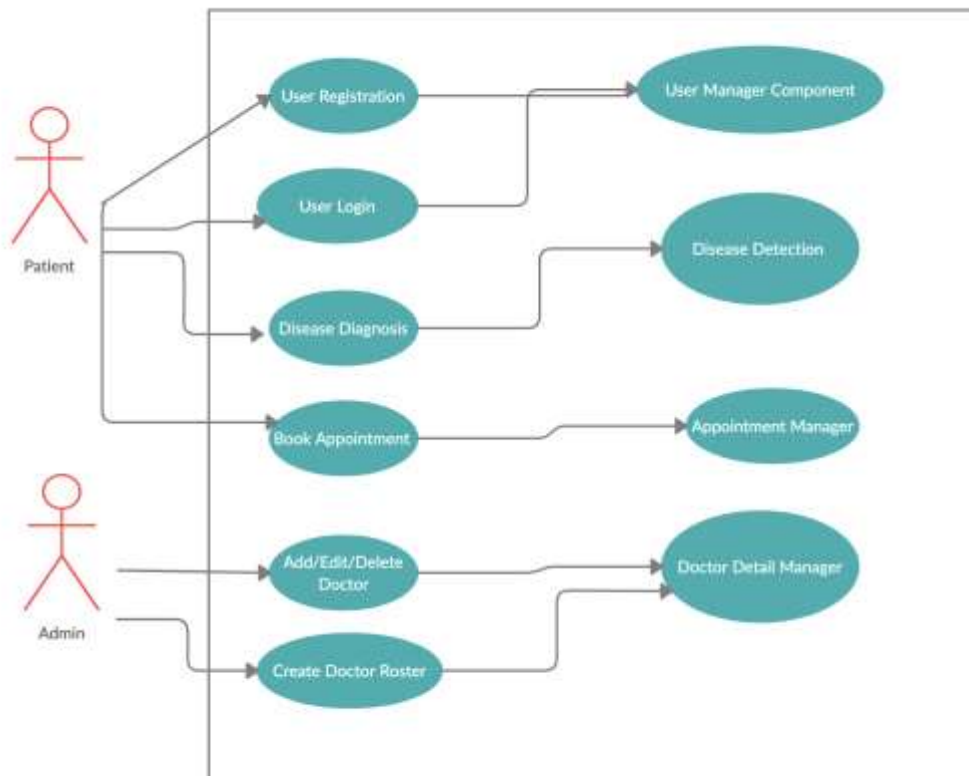 User Registration
User Manager Component
User Login
Patient
Disease Detection
Disease Diagnosis
Book Appointment
Appointment Manager
Add/Edit/Delete
Doctor
Doctor Detail Manager
Admin
Create Doctor Roster